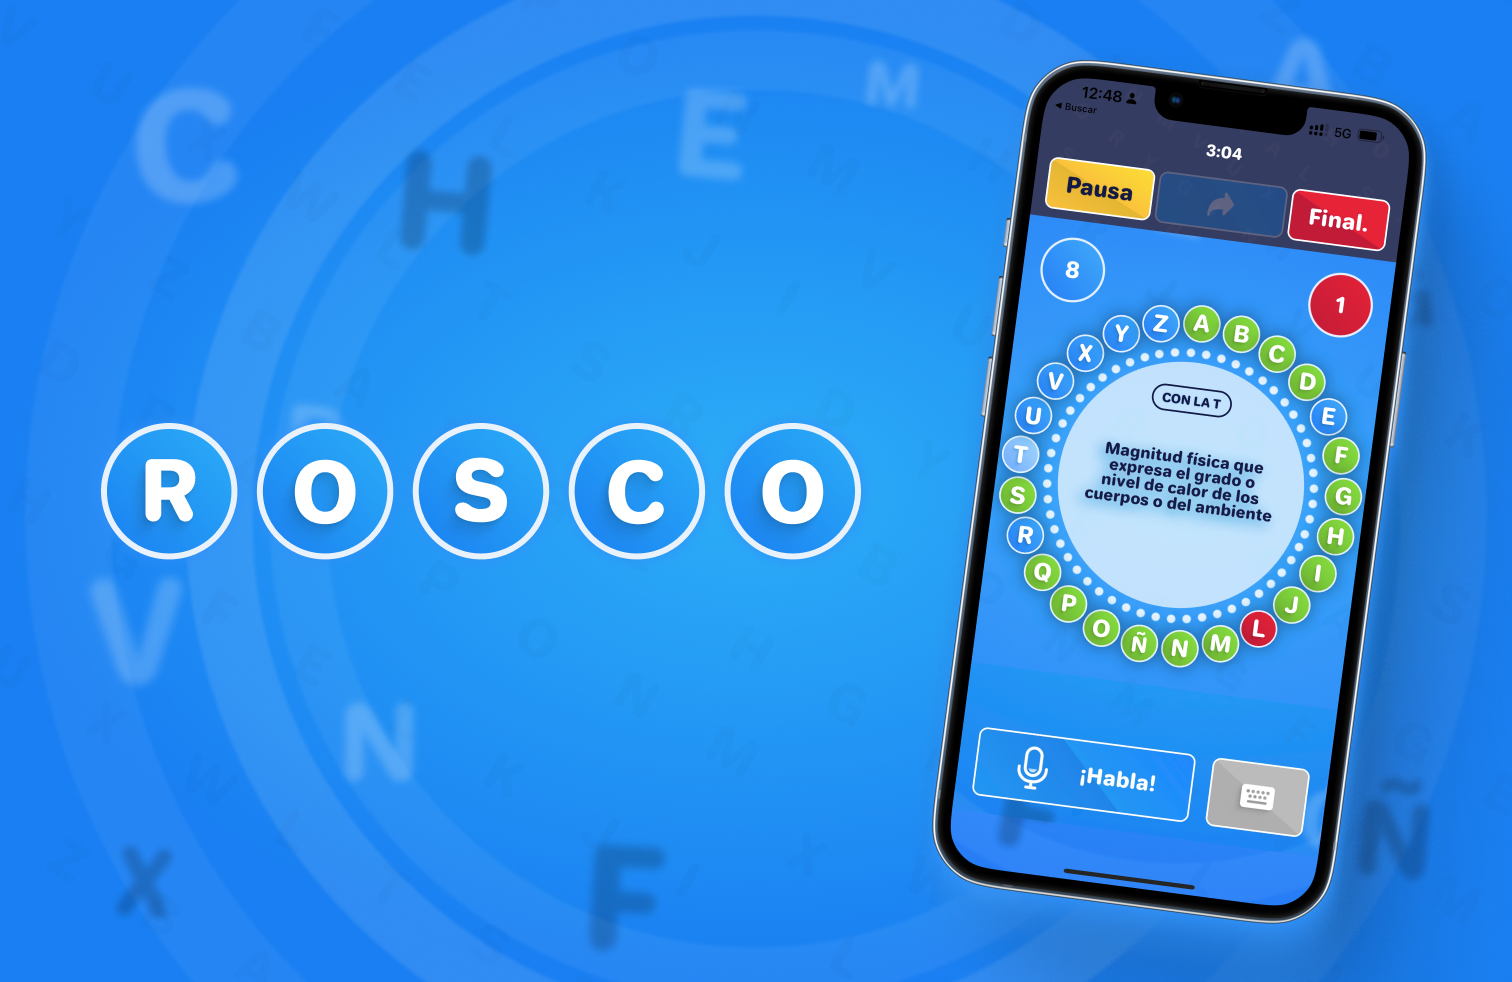 C
H
E
M
A
R O S C O
V
N
X
F
Ñ
12:48
◀ Buscar
5G
3:04
Pausa
Final.
8
1
A
B
C
D
E
F
G
H
I
J
L
M
N
Ñ
O
P
Q
R
S
T
U
V
X
Y
Z
CON LA T
Magnitud física que
expresa el grado o
nivel de calor de los
cuerpos o del ambiente
¡Habla!